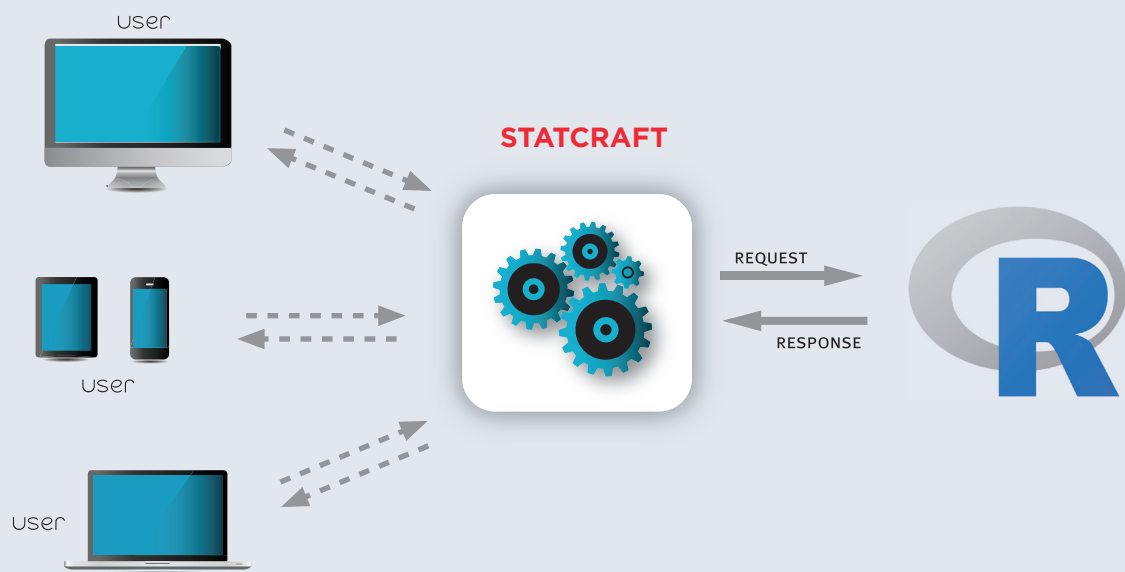 user
STATCRAFT
REQUEST
RESPONSE
R
user
user